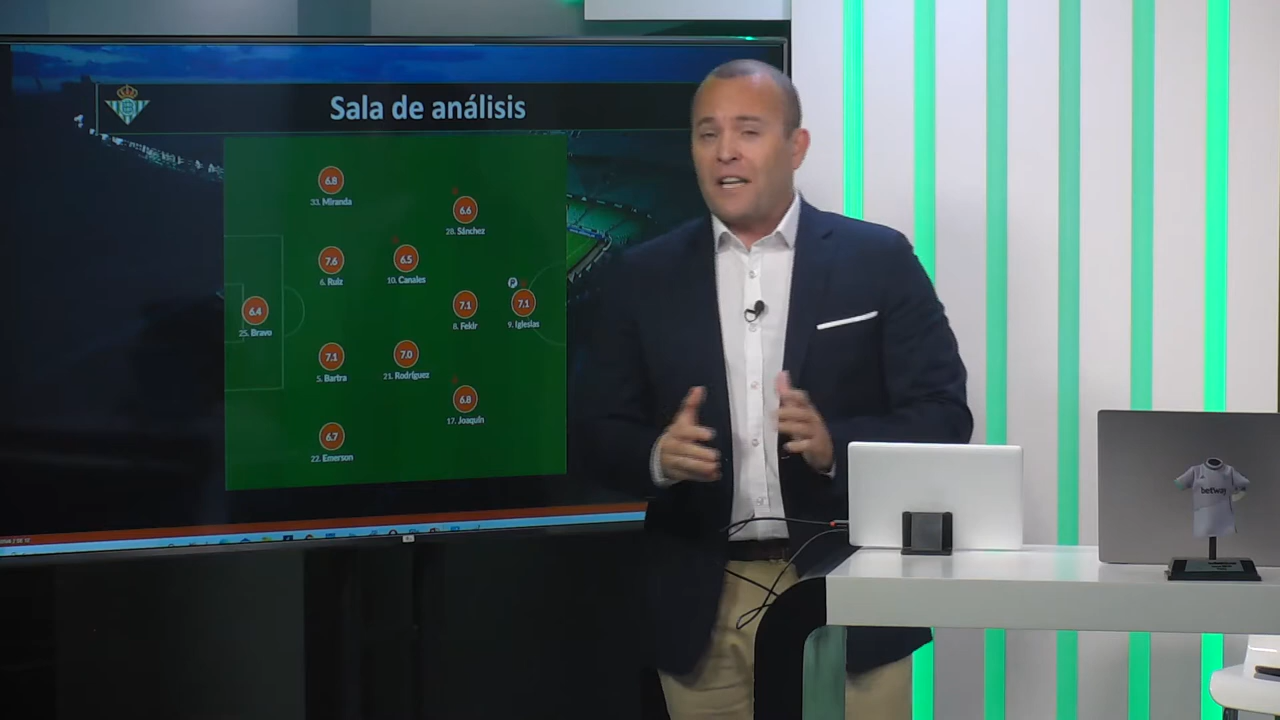 Sala de análisis
6.8
33. Miranda
6.6
28. Sánchez
7.6
6. Ruiz
6.5
10. Canales
P
6.4
25. Bravo
7.1
8. Fekir
7.1
9. Iglesias
7.1
5. Bartra
7.0
21. Rodríguez
6.8
17. Joaquín
6.7
22. Emerson
betway